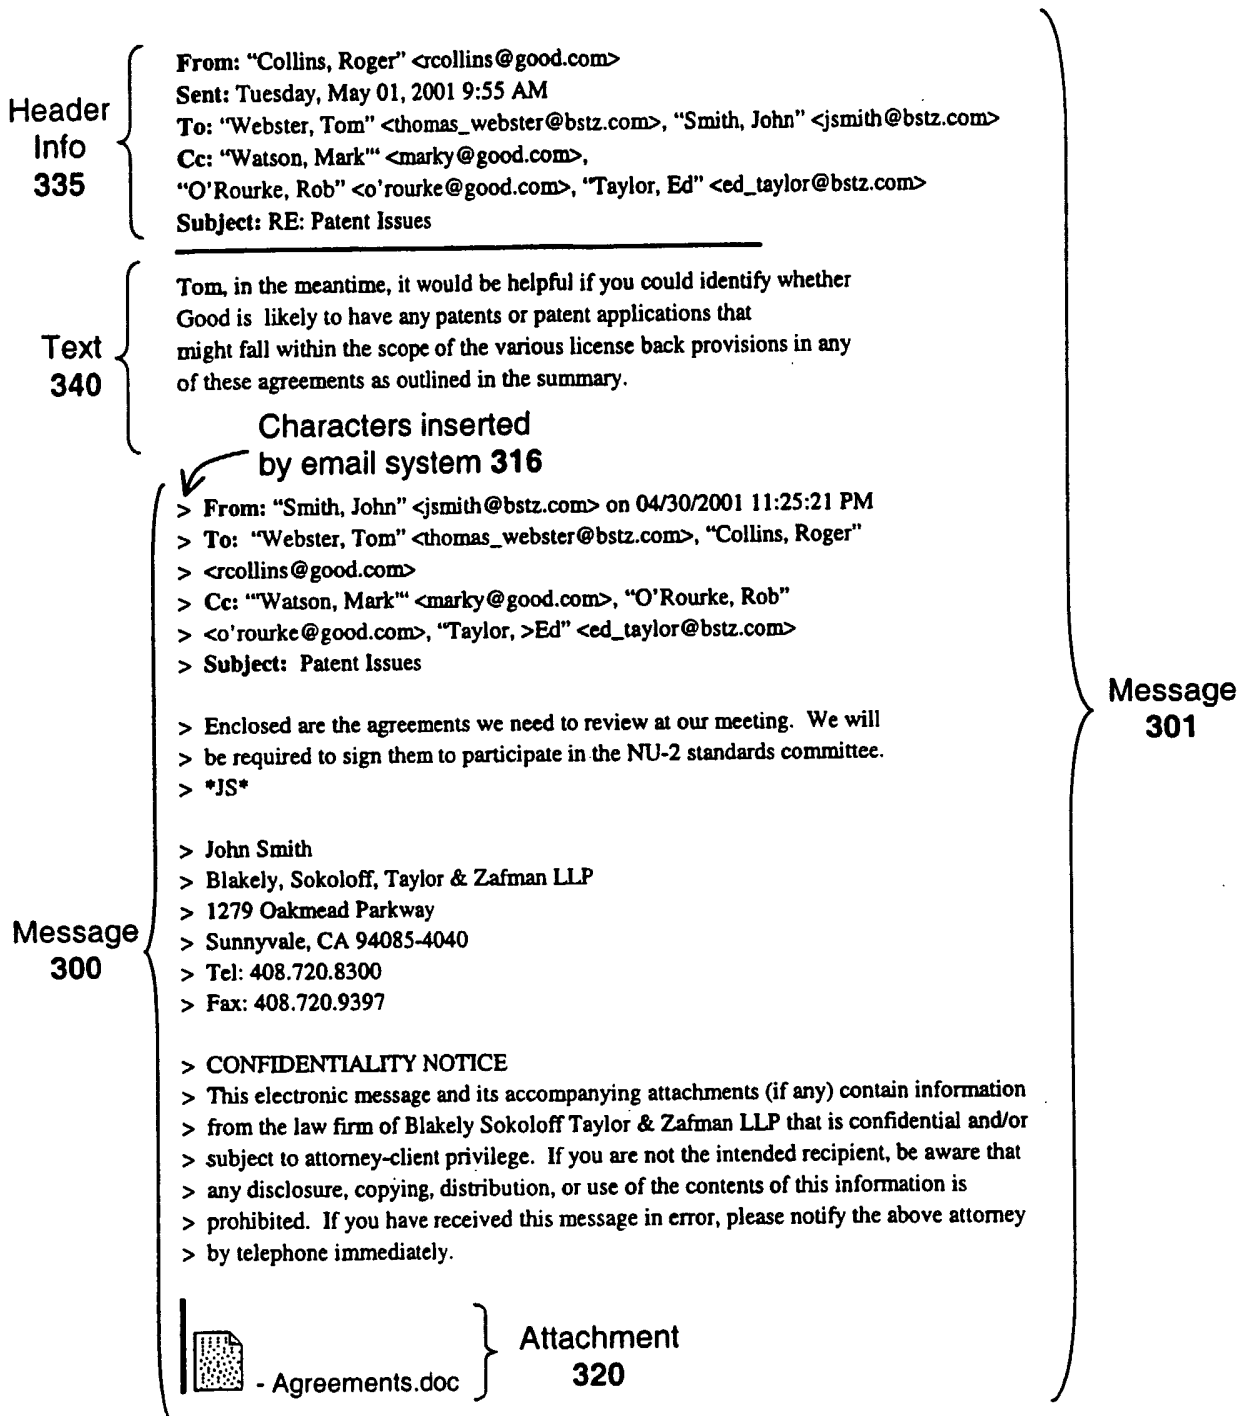 Header
Info
335
From: “Collins, Roger” <rcollins@good.com>
Sent: Tuesday, May 01, 2001 9:55 AM
To: “Webster, Tom” <thomas_webster@bstz.com>, “Smith, John” <jsmith@bstz.com>
Cc: “Watson, Mark"‘ <marky@good.com>,
“O’Rourke, Rob” <o’rourke@good.com>, “Taylor, Ed” <ed_taylor@bstz.com>
Subject: RE: Patent Issues
Text
340
Tom, in the meantime, it would be helpful if you could identify whether
Good is likely to have any patents or patent applications that
might fall within the scope of the various license back provisions in any
of these agreements as outlined in the summary.
Characters inserted
by email system 316
> From: “Smith, John” <jsmith@bstz.com> on 04/30/2001 11:25:21 PM
> To: “Webster, Tom” <thomas_webster@bstz.com>, “Collins, Roger”
> <rcollins@good.com>
> Cc: “‘Watson, Mark"‘ <marky@good.com>, “O’Rourke, Rob”
> <o’rourke@good.com>, “Taylor, >Ed” <ed_taylor@bstz.com>
> Subject: Patent Issues
> Enclosed are the agreements we need to review at our meeting. We will
> be required to sign them to participate in the NU-2 standards committee.
> *JS*
> John Smith
> Blakely, Sokoloff, Taylor & Zafman LLP
> 1279 Oakmead Parkway
> Sunnyvale, CA 94085-4040
> Tel: 408.720.8300
> Fax: 408.720.9397
> CONFIDENTIALITY NOTICE
> This electronic message and its accompanying attachments (if any) contain information
> from the law firm of Blakely Sokoloff Taylor & Zafman LLP that is confidential and/or
> subject to attorney-client privilege. If you are not the intended recipient, be aware that
> any disclosure, copying, distribution, or use of the contents of this information is
> prohibited. If you have received this message in error, please notify the above attorney
> by telephone immediately.
- Agreements.doc
Attachment
320
Message
300
Message
301